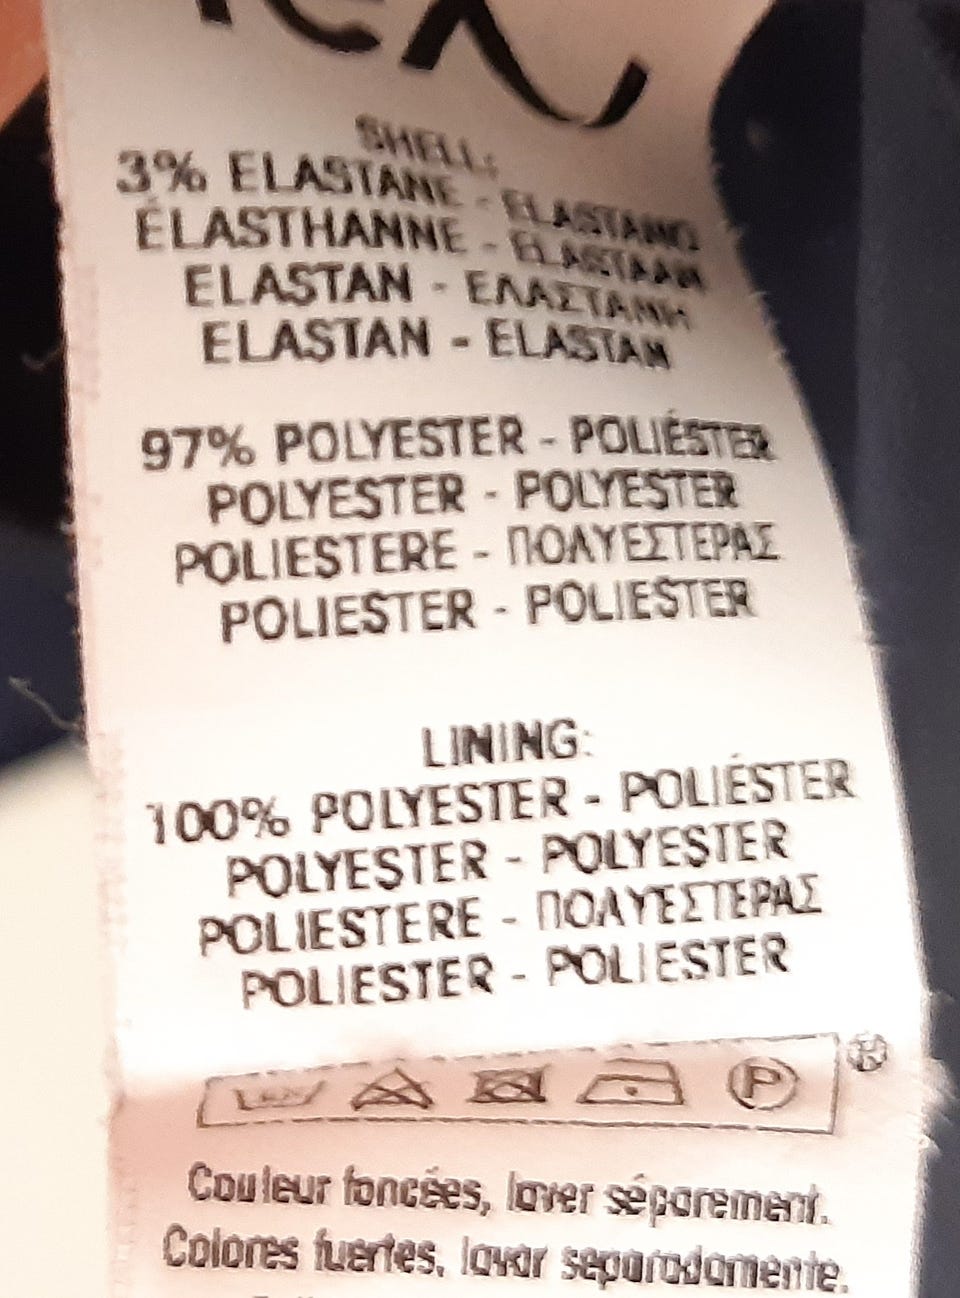 SHELL:
3% ELASTANE - ELASTANO
ÉLASTHANNE - ELASTAAN
ELASTAN - ΕΛΑΣΤΑΝΗ
ELASTAN - ELASTAN
97% POLYESTER - POLIÉSTER
POLYESTER - POLYESTER
POLIESTERE - ΠΟΛΥΕΣΤΕΡΑΣ
POLIESTER - POLIESTER
LINING:
100% POLYESTER - POLIÉSTER
POLYESTER - POLYESTER
POLIESTERE - ΠΟΛΥΕΣΤΕΡΑΣ
POLIESTER - POLIESTER
P
Couleur foncées, laver séparement.
Colores fuertes, lavar separadamente.